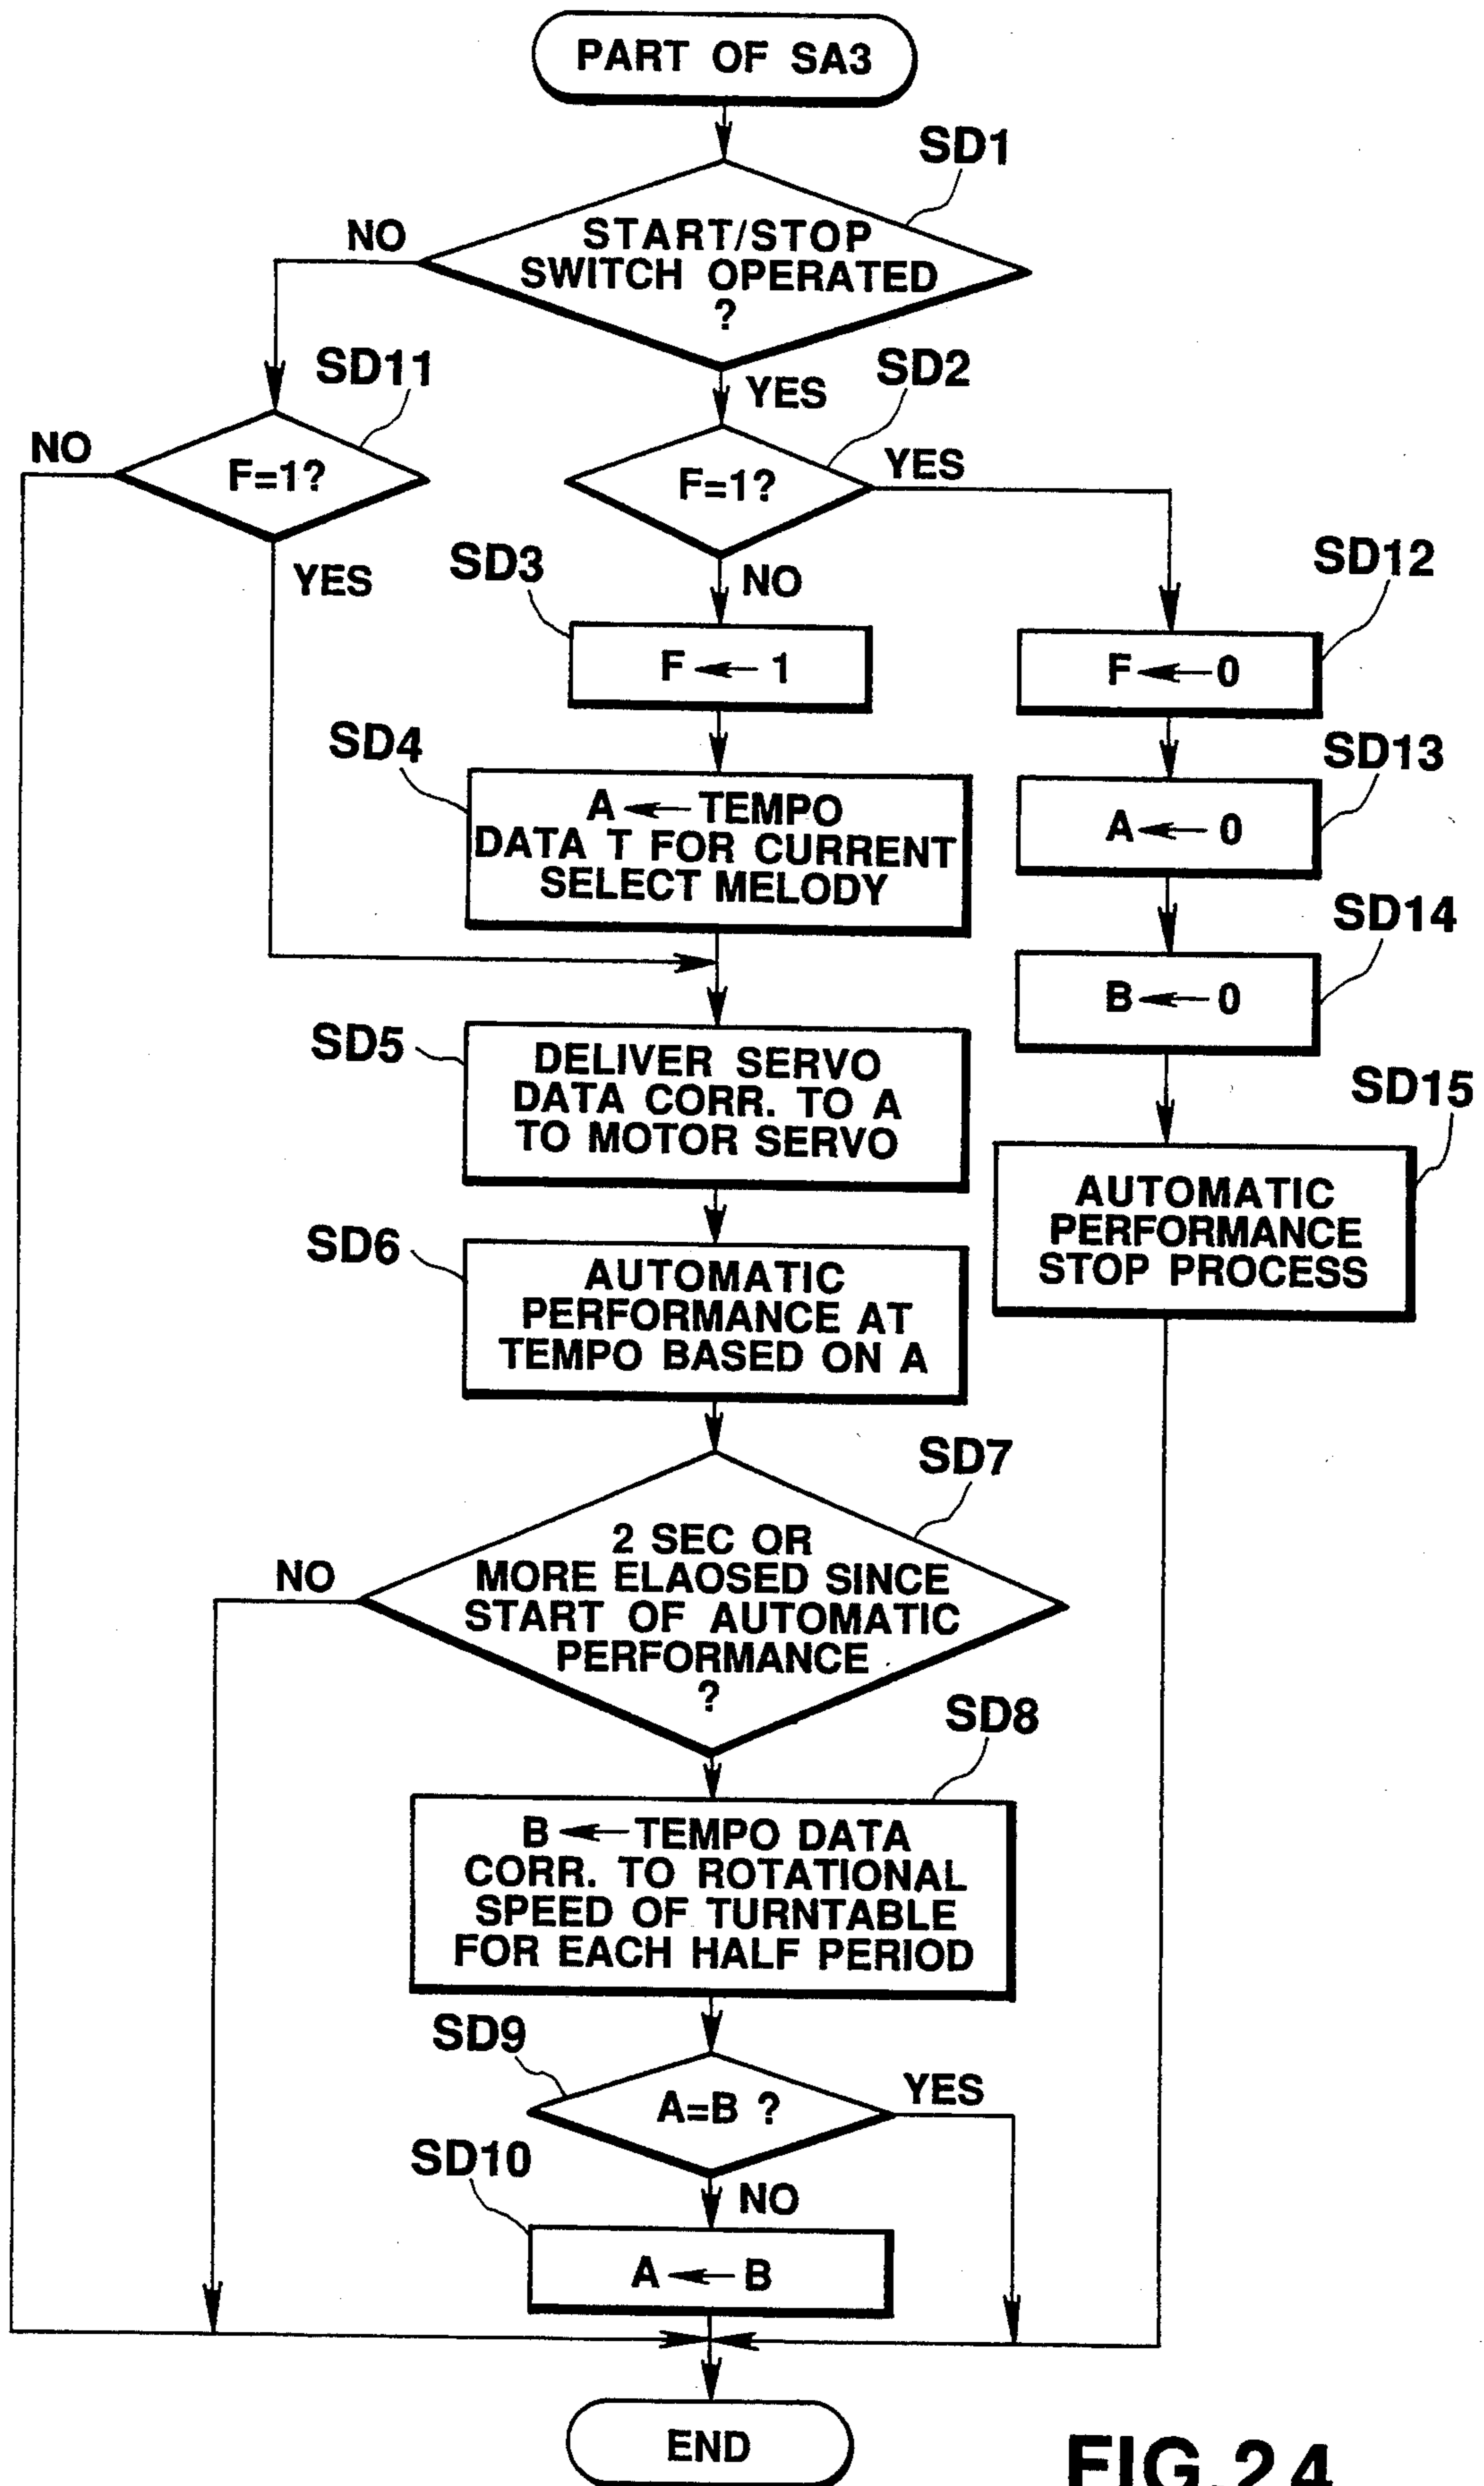 PART OF SA3
SD1
START/STOP
SWITCH OPERATED
?
NO
YES
SD11
F=1?
NO
YES
SD2
F=1?
YES
NO
SD3
F ← 1
SD12
F ← 0
SD4
A ← TEMPO
DATA T FOR CURRENT
SELECT MELODY
SD13
A ← 0
SD14
B ← 0
SD5
DELIVER SERVO
DATA CORR. TO A
TO MOTOR SERVO
SD15
AUTOMATIC
PERFORMANCE
STOP PROCESS
SD6
AUTOMATIC
PERFORMANCE AT
TEMPO BASED ON A
SD7
2 SEC OR
MORE ELAOSED SINCE
START OF AUTOMATIC
PERFORMANCE
?
NO
SD8
B ← TEMPO DATA
CORR. TO ROTATIONAL
SPEED OF TURNTABLE
FOR EACH HALF PERIOD
SD9
A=B ?
YES
NO
SD10
A ← B
END
FIG.24